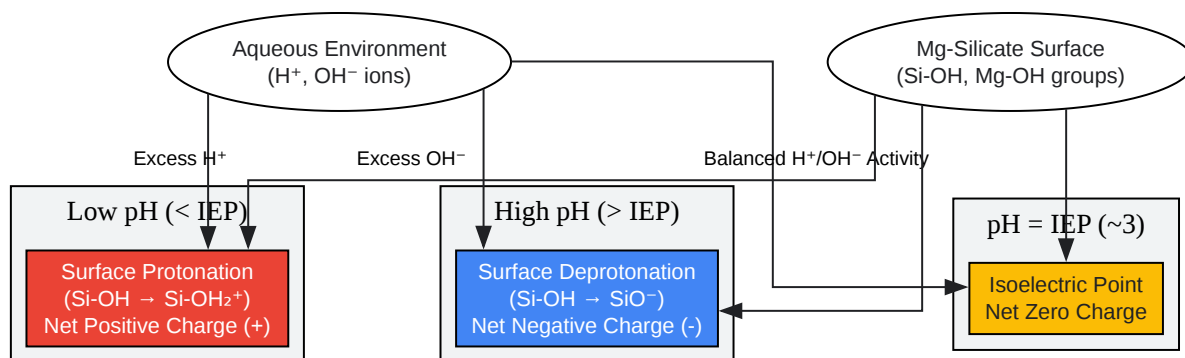 Aqueous Environment
(H⁺, OH⁻ ions)
Mg-Silicate Surface
(Si-OH, Mg-OH groups)
Excess H⁺
Excess OH⁻
Balanced H⁺/OH⁻ Activity
Low pH (< IEP)
High pH (> IEP)
pH = IEP (~3)
Surface Protonation
(Si-OH → Si-OH₂⁺)
Net Positive Charge (+)
Surface Deprotonation
(Si-OH → SiO⁻)
Net Negative Charge (-)
Isoelectric Point
Net Zero Charge